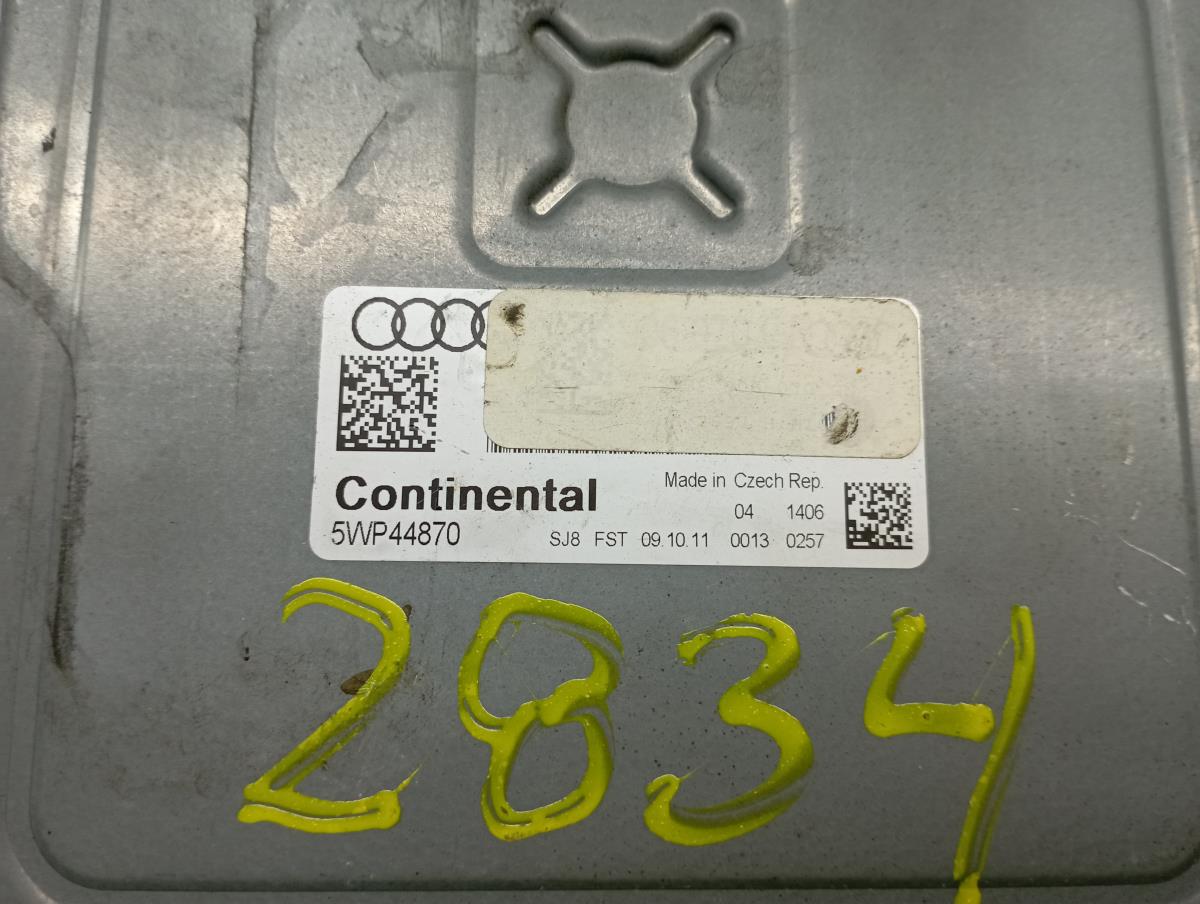 Continental
Made in Czech Rep.
04 1406
5WP44870
SJ8 FST 09.10.11 0013 0257
2834